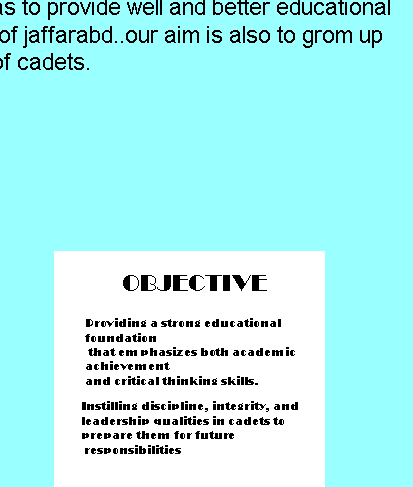 as to provide well and better educational
of jaffarabd..our aim is also to grom up
of cadets.
OBJECTIVE
Providing a strong educational
foundation
that em phasizes both academic
achievement
and critical thinking skills.
Instilling discipline, integrity, and
leadership qualities in cadets to
prepare them for future
responsibilities